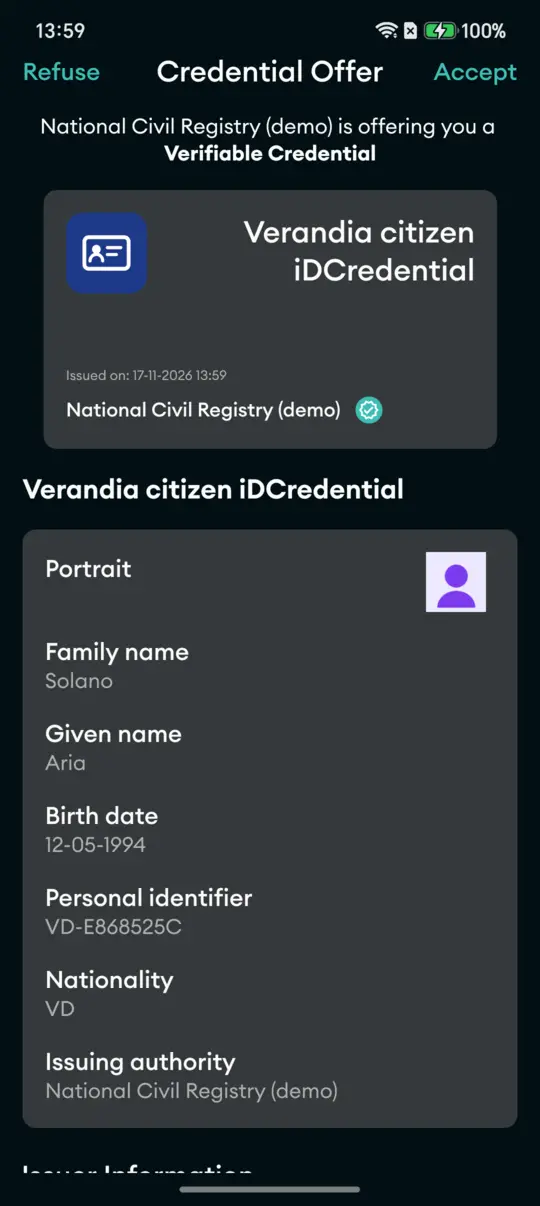 13:59
100%
Refuse
Credential Offer
Accept
National Civil Registry (demo) is offering you a
Verifiable Credential
Verandia citizen
iDCredential
Issued on: 17-11-2026 13:59
National Civil Registry (demo)
Verandia citizen iDCredential
Portrait
Family name
Solano
Given name
Aria
Birth date
12-05-1994
Personal identifier
VD-E868525C
Nationality
VD
Issuing authority
National Civil Registry (demo)
Issuer Information